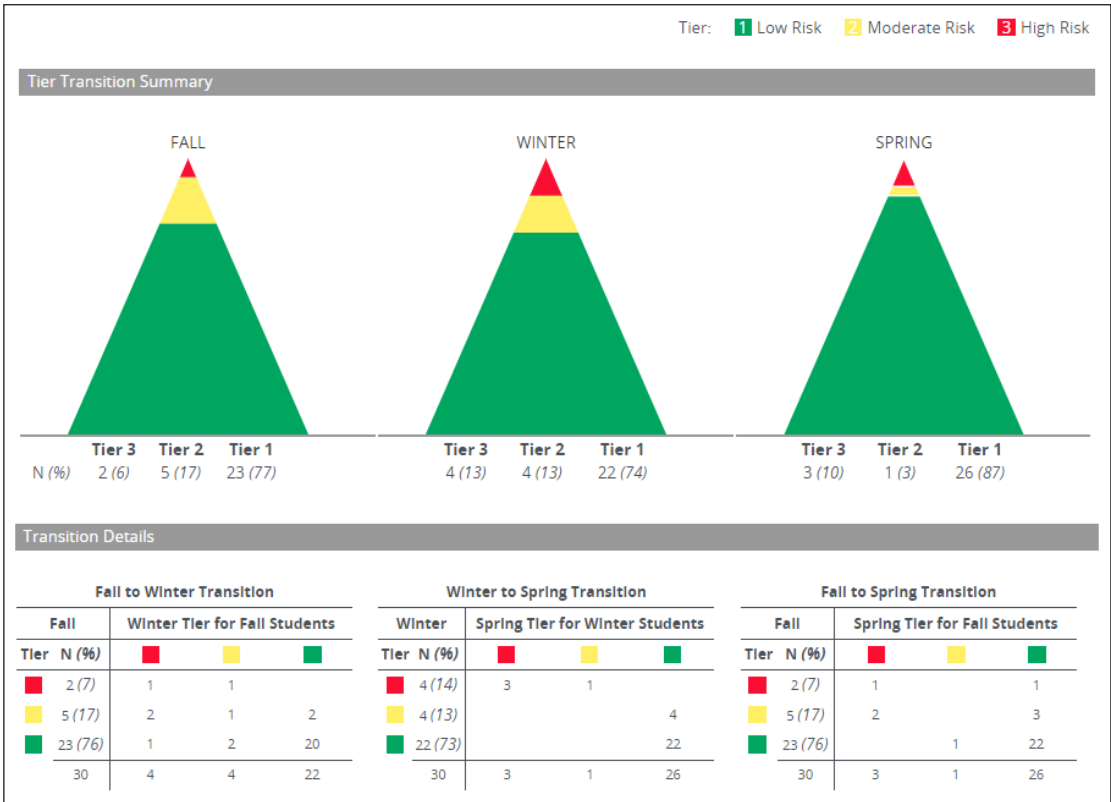 Tier: 1 Low Risk 2 Moderate Risk 3 High Risk
Tier Transition Summary
FALL WINTER SPRING
Tier 3 Tier 2 Tier 1 Tier 3 Tier 2 Tier 1 Tier 3 Tier 2 Tier 1
N (%) 2 (6) 5 (17) 23 (77) 4 (13) 4 (13) 22 (74) 3 (10) 1 (3) 26 (87)
Transition Details
Fall to Winter Transition Winter to Spring Transition Fall to Spring Transition
Fall Winter Tier for Fall Students Winter Spring Tier for Winter Students Fall Spring Tier for Fall Students
Tier N (%) Tier N (%) Tier N (%)
2 (7) 1 1 4 (14) 3 1 2 (7) 1 1
5 (17) 2 1 2 4 (13) 4 5 (17) 2 3
23 (76) 1 2 20 22 (73) 22 23 (76) 1 22
30 4 4 22 30 3 1 26 30 3 1 26